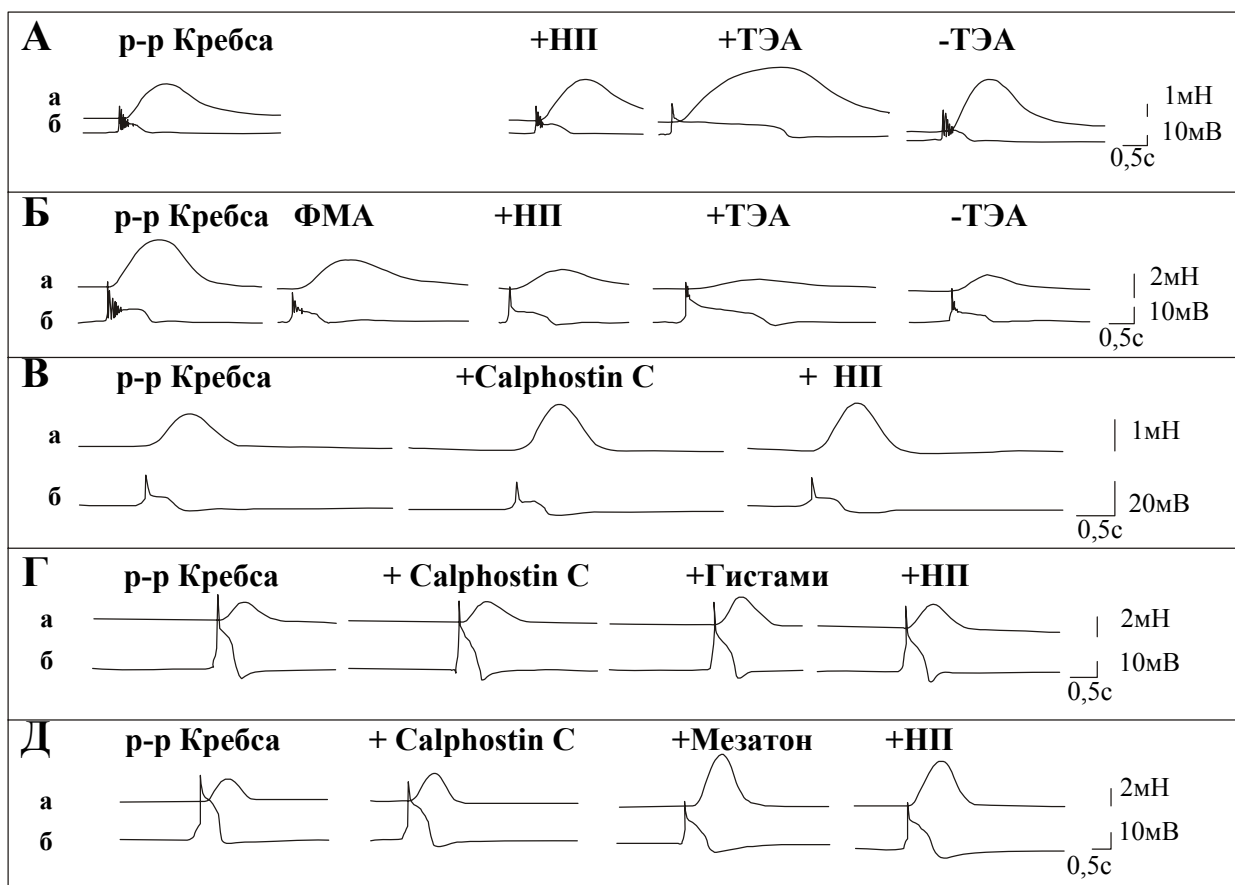 А р-р Кребса +НП +ТЭА -ТЭА
а
б
1мН
10мВ
0,5с
Б р-р Кребса ФМА +НП +ТЭА -ТЭА
а
б
2мН
10мВ
0,5с
В р-р Кребса +Calphostin C + НП
а
б
1мН
20мВ
0,5с
Г р-р Кребса + Calphostin C +Гистами +НП
а
б
2мН
10мВ
0,5с
Д р-р Кребса + Calphostin C +Мезатон +НП
а
б
2мН
10мВ
0,5с